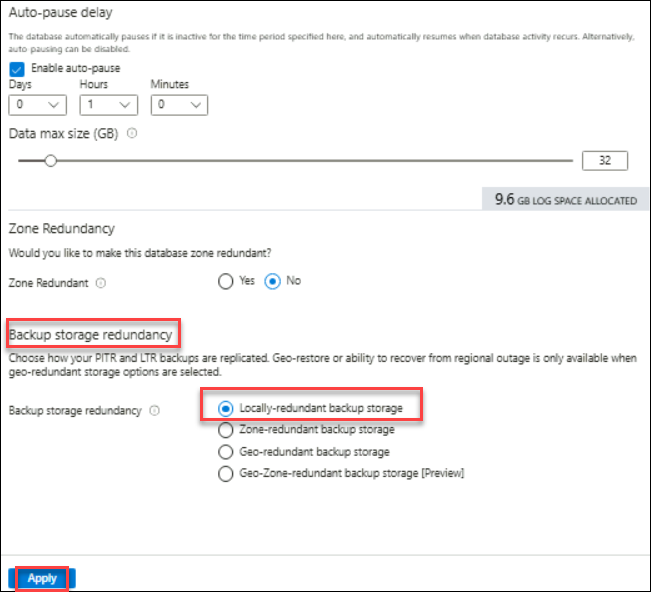 Auto-pause delay
The database automatically pauses if it is inactive for the time period specified here, and automatically resumes when database activity recurs. Alternatively,
auto-pausing can be disabled.
Enable auto-pause
Days Hours Minutes
0 1 0
Data max size (GB)
32
9.6 GB LOG SPACE ALLOCATED
Zone Redundancy
Would you like to make this database zone redundant?
Zone Redundant Yes No
Backup storage redundancy
Choose how your PITR and LTR backups are replicated. Geo-restore or ability to recover from regional outage is only available when
geo-redundant storage options are selected.
Backup storage redundancy Locally-redundant backup storage
Zone-redundant backup storage
Geo-redundant backup storage
Geo-Zone-redundant backup storage [Preview]
Apply